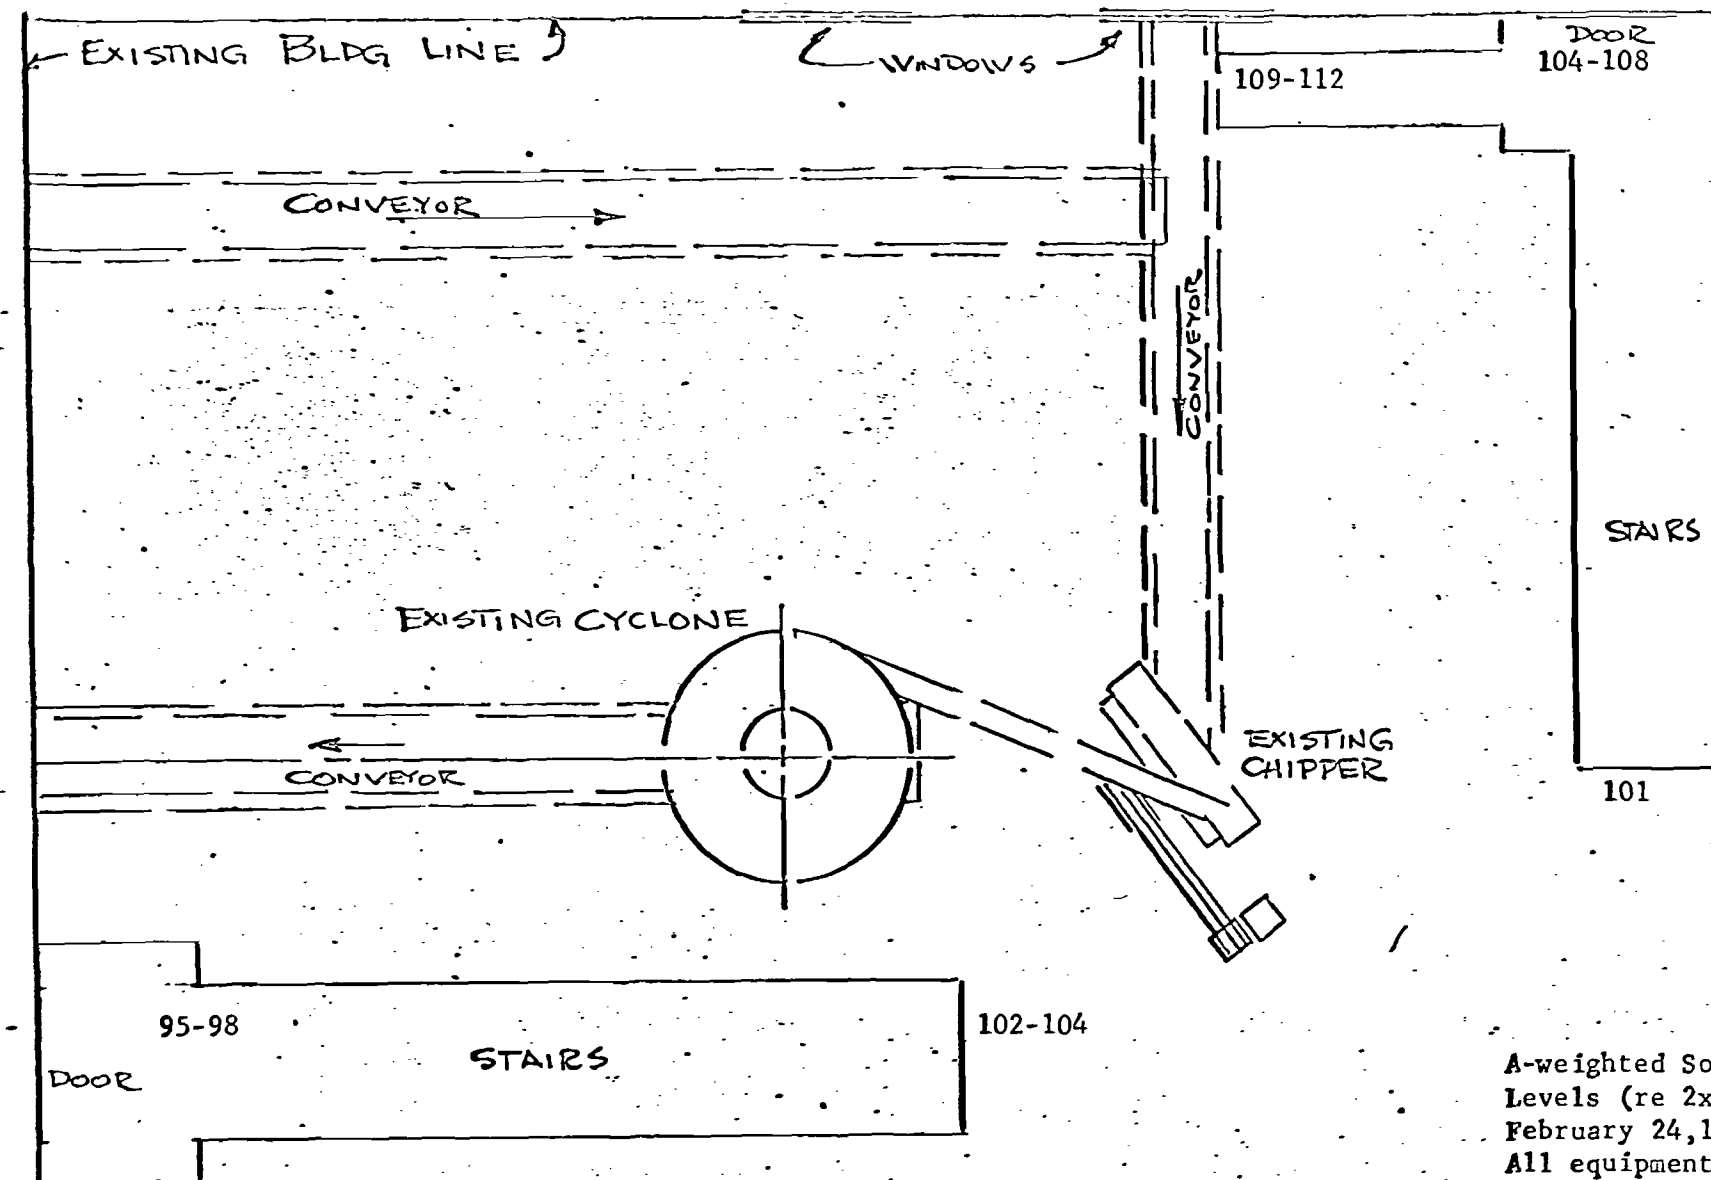 EXISTING BLDG LINE
WINDOWS
DOOR
104-108
109-112
CONVEYOR
CONVEYOR
STAIRS
EXISTING CYCLONE
EXISTING
CHIPPER
CONVEYOR
101
95-98
102-104
STAIRS
DOOR
A-weighted So
Levels (re 2x
February 24,1
All equipment